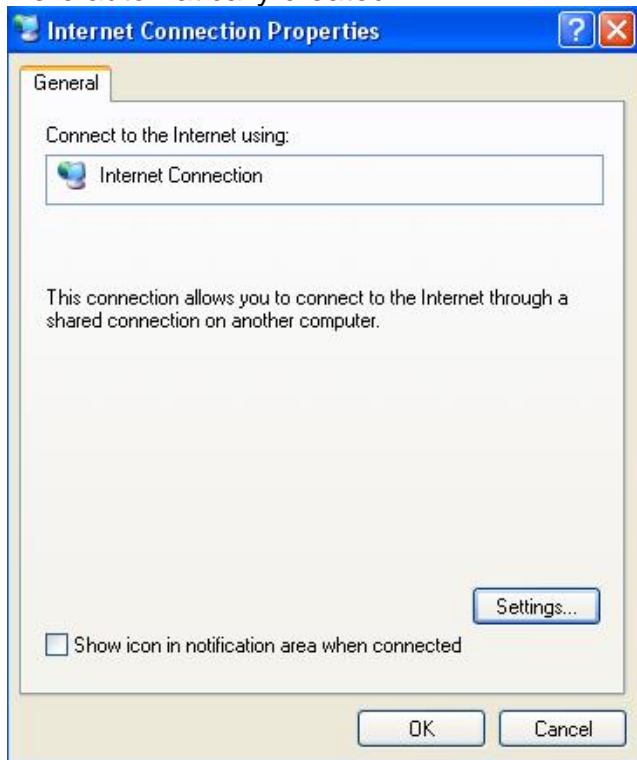 Internet Connection Properties
General
Connect to the Internet using:
Internet Connection
This connection allows you to connect to the Internet through a
shared connection on another computer.
Settings...
Show icon in notification area when connected
OK
Cancel